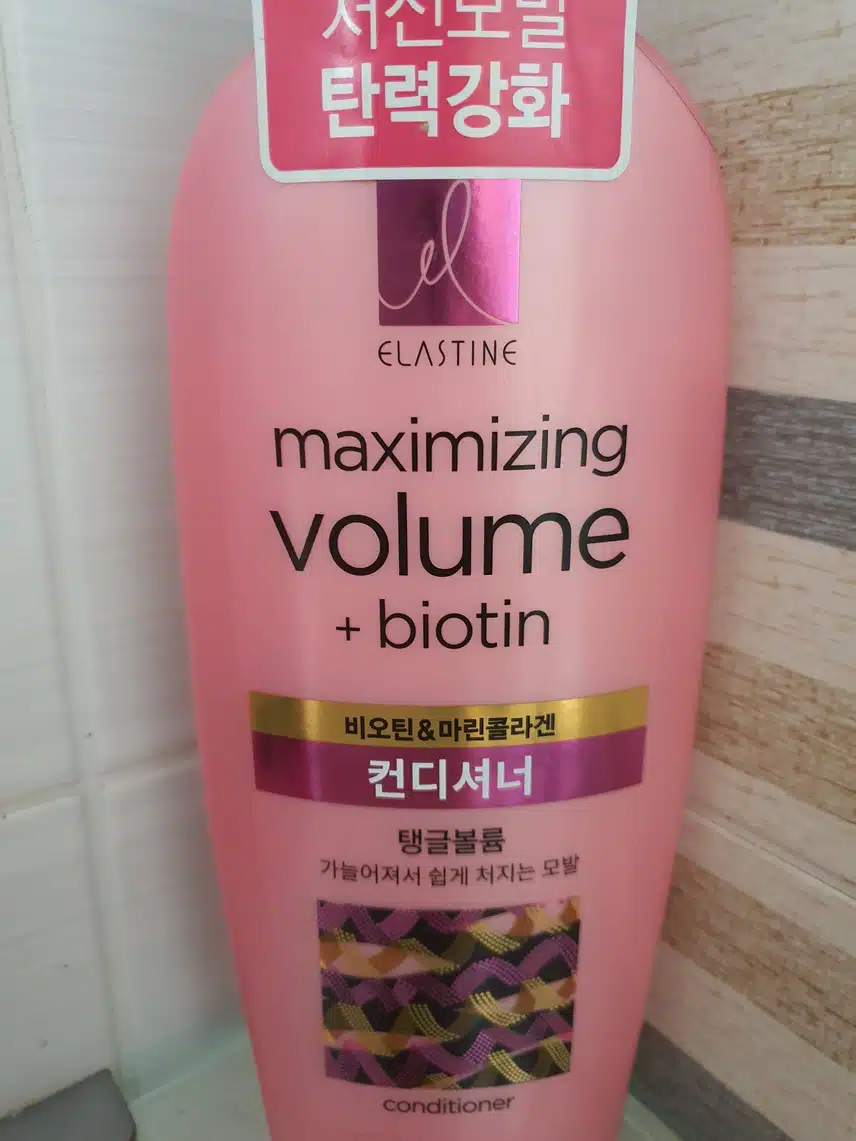 탄력강화
ELASTINE
maximizing
volume
+ biotin
비오틴&마린콜라겐
컨디셔너
탱글볼륨
가늘어져서 쉽게 처지는 모발
conditioner